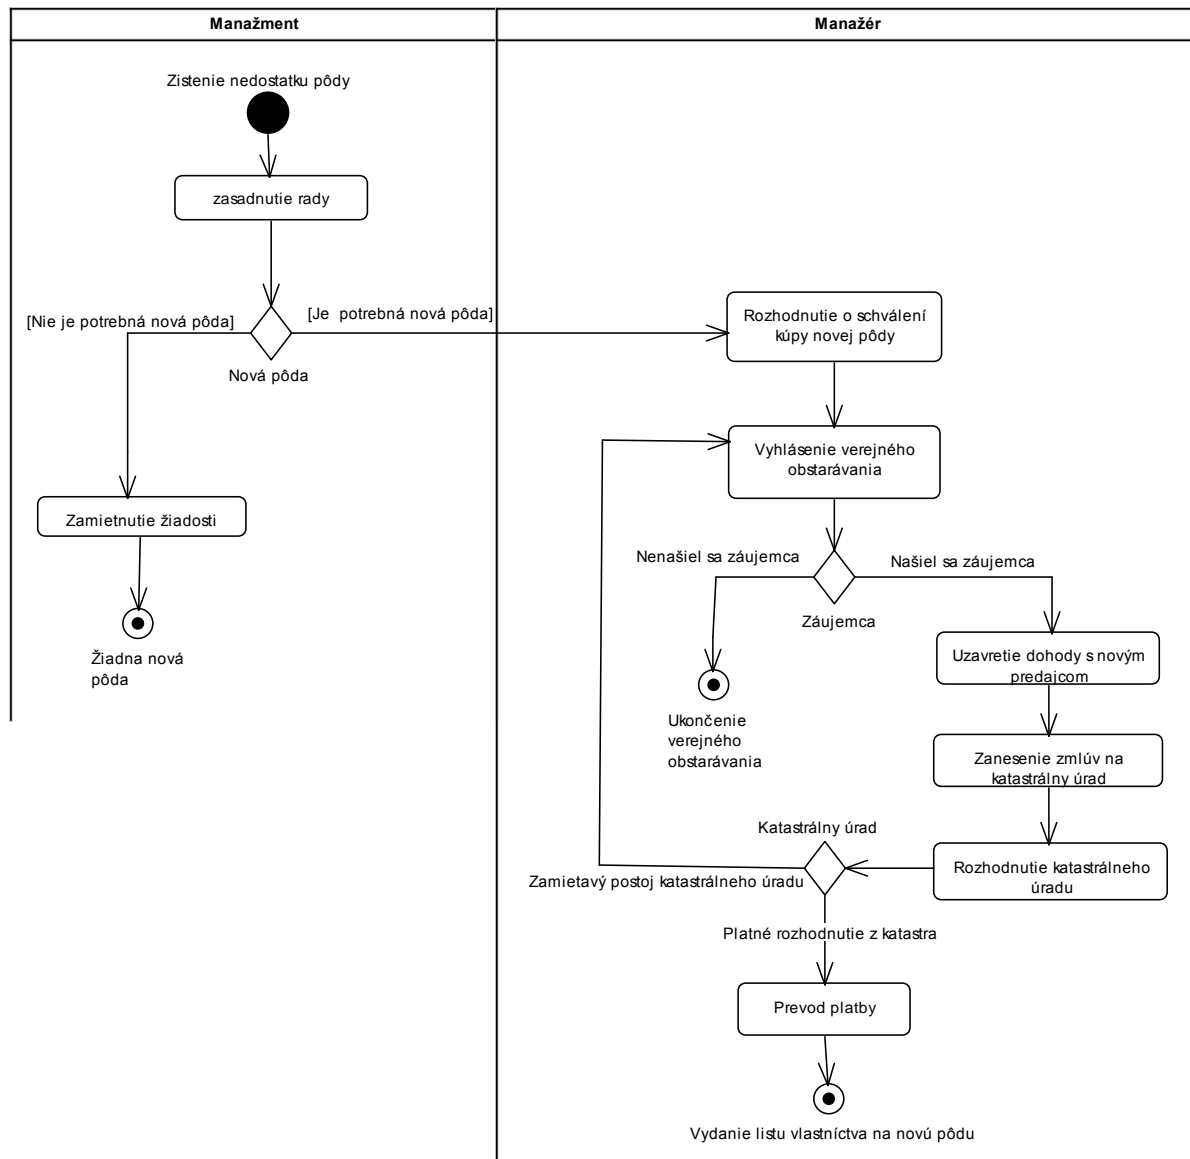 Manažment
Manažér
Zistenie nedostatku pôdy
zasadnutie rady
[Nie je potrebná nová pôda]
[Je potrebná nová pôda]
Nová pôda
Rozhodnutie o schválení
kúpy novej pôdy
Vyhlásenie verejného
obstarávania
Zamietnutie žiadosti
Nenašiel sa záujemca
Našiel sa záujemca
Záujemca
Žiadna nová
pôda
Uzavretie dohody s novým
predajcom
Ukončenie
verejného
obstarávania
Zanesenie zmlúv na
katastrálny úrad
Katastrálny úrad
Rozhodnutie katastrálneho
úradu
Zamietavý postoj katastrálneho úradu
Platné rozhodnutie z katastra
Prevod platby
Vydanie listu vlastníctva na novú pôdu